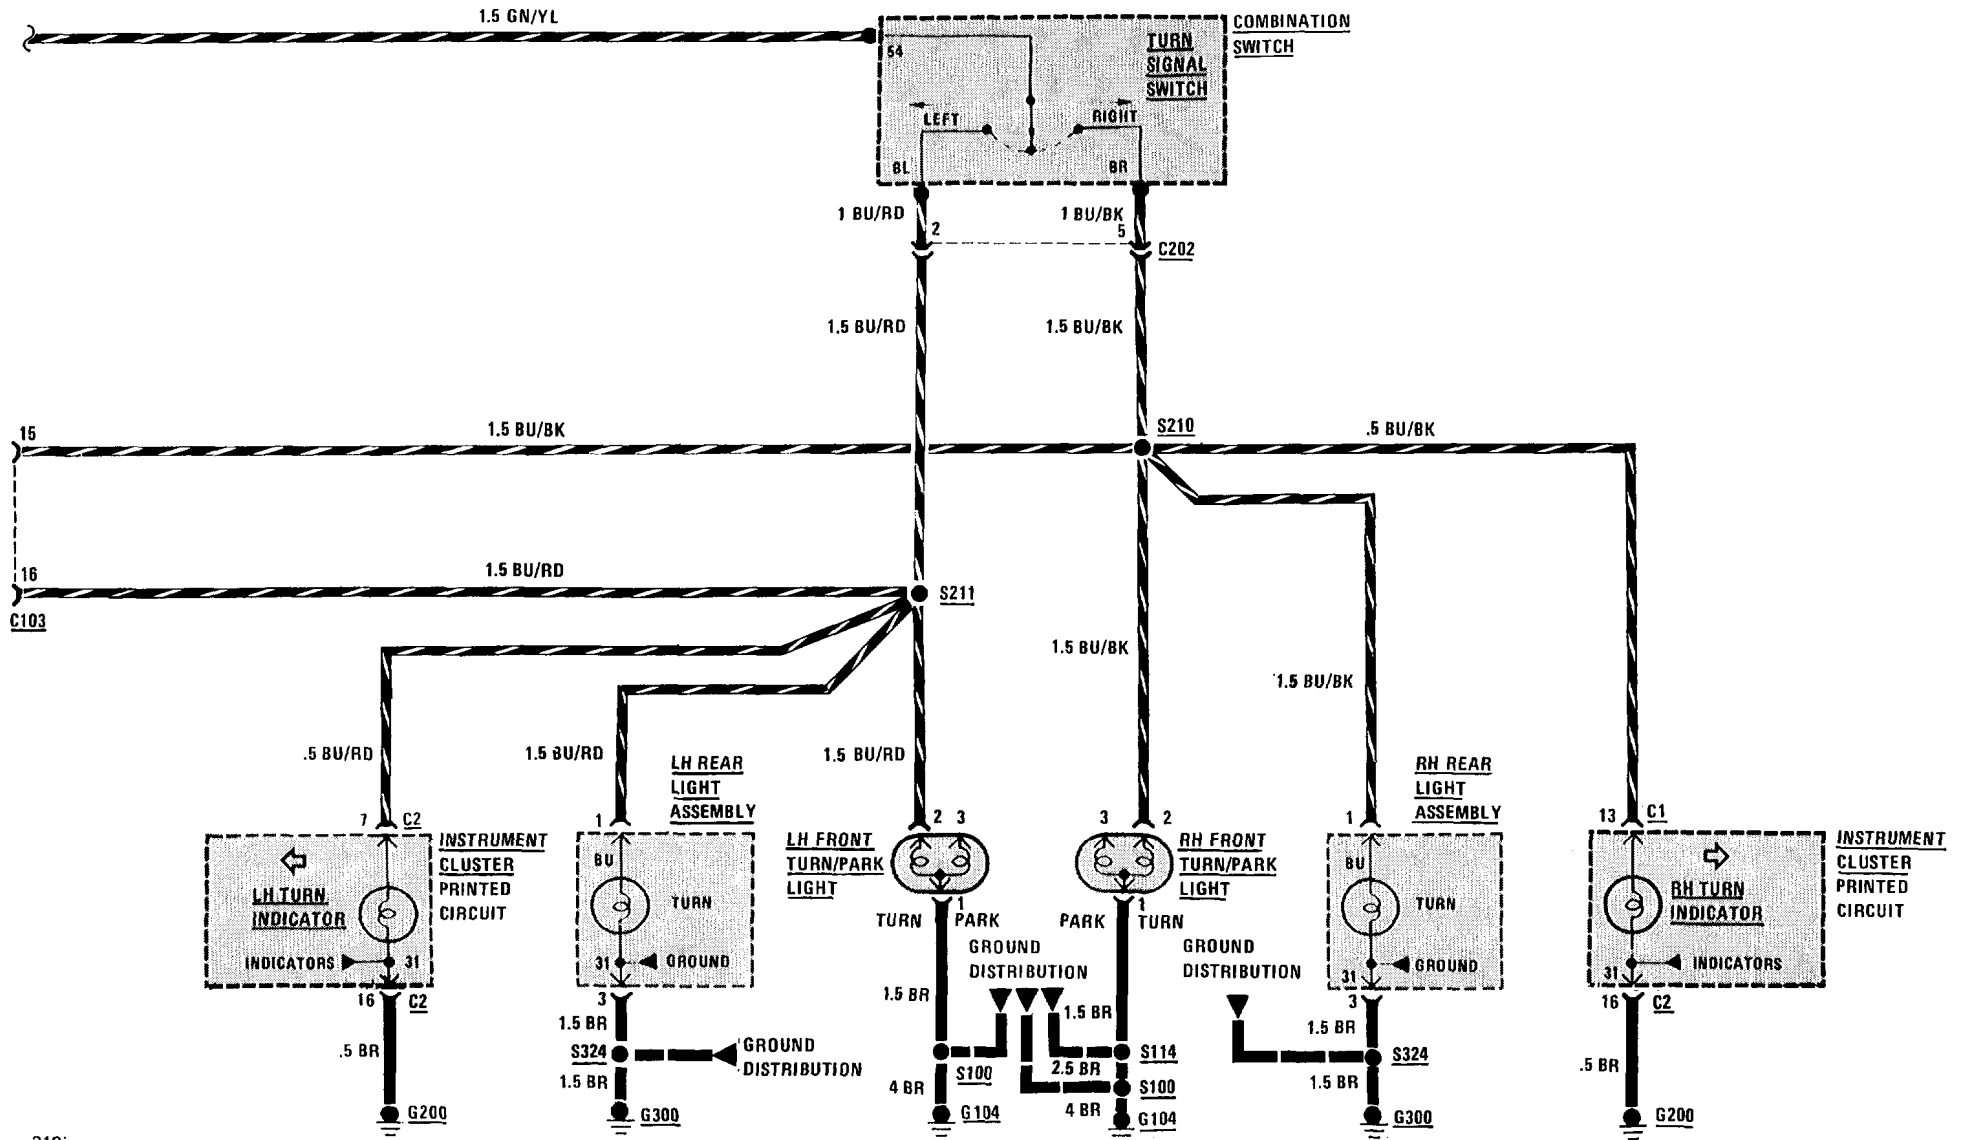 1.5 GN/YL
COMBINATION
SWITCH
54
TURN
SIGNAL
SWITCH
LEFT
RIGHT
BL
BR
1 BU/RD
1 BU/BK
2
5
C202
1.5 BU/RD
1.5 BU/BK
15
1.5 BU/BK
S210
.5 BU/BK
16
1.5 BU/RD
S211
C103
1.5 BU/BK
1.5 BU/BK
.5 BU/RD
1.5 BU/RD
1.5 BU/RD
LH REAR
LIGHT
ASSEMBLY
RH REAR
LIGHT
ASSEMBLY
7
C2
1
2
3
3
2
1
13
C1
INSTRUMENT
CLUSTER
PRINTED
CIRCUIT
LH TURN
INDICATOR
INDICATORS
31
BU
TURN
31
GROUND
LH FRONT
TURN/PARK
LIGHT
RH FRONT
TURN/PARK
LIGHT
1
TURN
PARK
1
PARK
TURN
BU
TURN
31
GROUND
RH TURN
INDICATOR
31
INDICATORS
INSTRUMENT
CLUSTER
PRINTED
CIRCUIT
GROUND
DISTRIBUTION
GROUND
DISTRIBUTION
16
C2
3
1.5 BR
1.5 BR
3
16
C2
.5 BR
1.5 BR
S324
1.5 BR
GROUND
DISTRIBUTION
S100
2.5 BR
S114
S100
1.5 BR
S324
1.5 BR
.5 BR
4 BR
4 BR
G200
G300
G104
G104
G300
G200